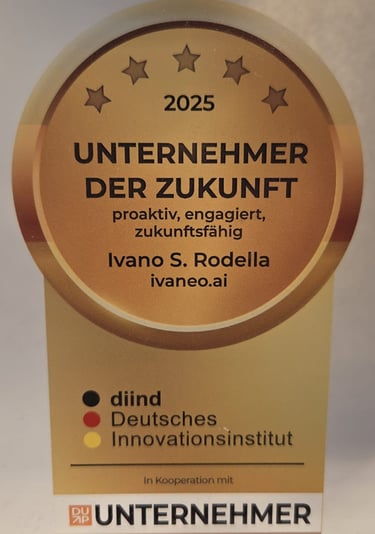 2025
UNTERNEHMER
DER ZUKUNFT
proaktiv, engagiert,
zukunftsfähig
Ivano S. Rodella
ivaneo.ai
diind
Deutsches
Innovationsinstitut
In Kooperation mit
DU
AP UNTERNEHMER